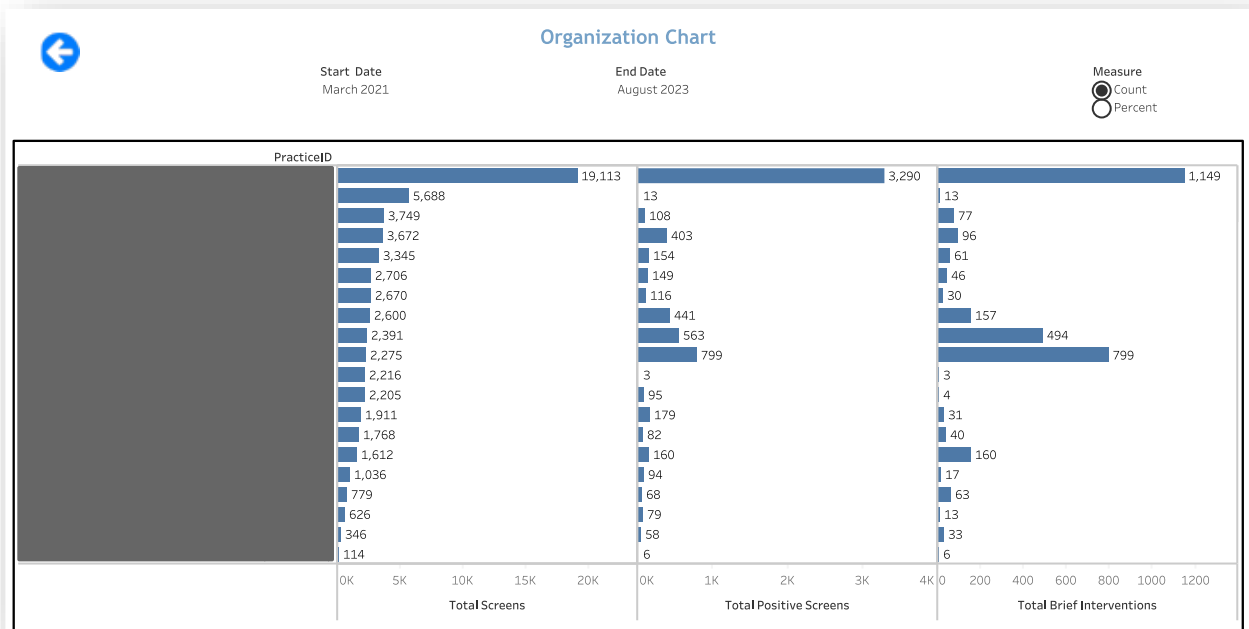 Organization Chart
Start Date End Date Measure
March 2021 August 2023 Count
Percent
PracticeID
19,113 3,290 1,149
5,688 13 13
3,749 108 77
3,672 403 96
3,345 154 61
2,706 149 46
2,670 116 30
2,600 441 157
2,391 563 494
2,275 799 799
2,216 3 3
2,205 95 4
1,911 179 31
1,768 82 40
1,612 160 160
1,036 94 17
779 68 63
626 79 13
346 58 33
114 6 6
0K 5K 10K 15K 20K 0K 1K 2K 3K 4K 0 200 400 600 800 1000 1200
Total Screens Total Positive Screens Total Brief Interventions